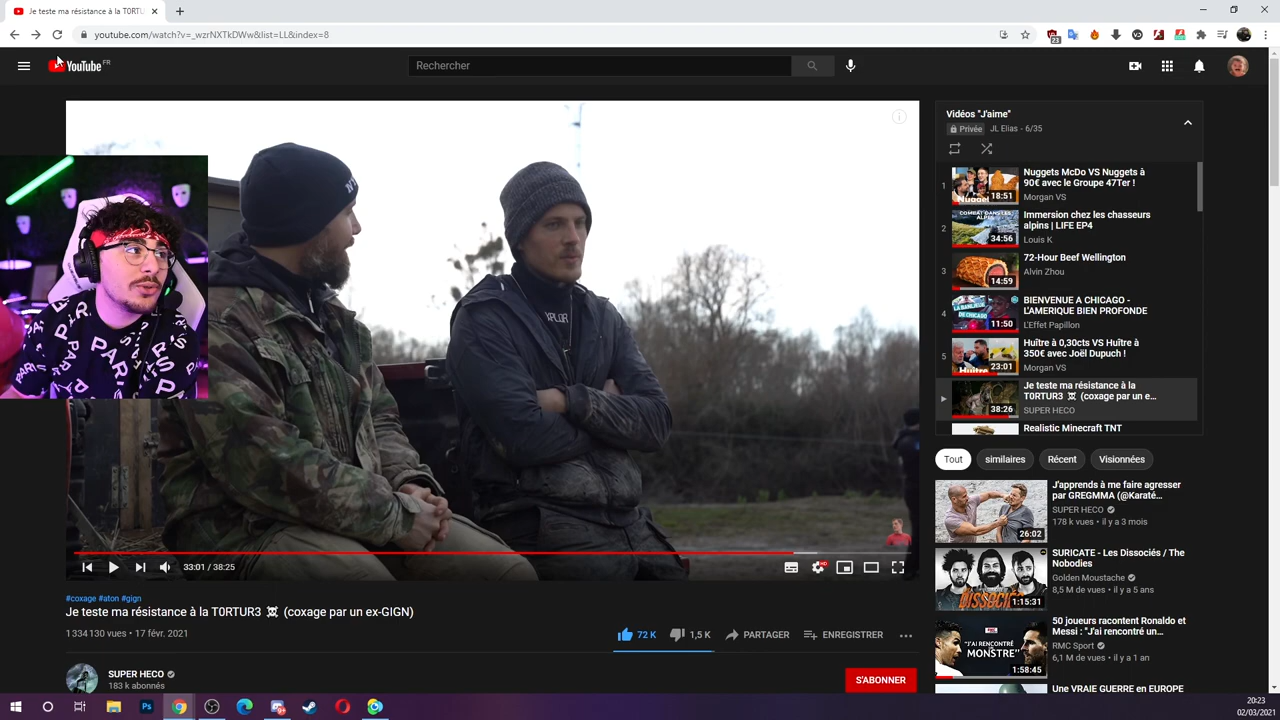 Je teste ma résistance à la T0RTUR
youtube.com/watch?v=_wzrNXTkDWw&list=LL&index=8
23
YouTube FR
Rechercher
XPLOR
PARIS
33:01 / 38:25
HD
#coxage #aton #gign
Je teste ma résistance à la T0RTUR3 ☠ (coxage par un ex-GIGN)
1 334 130 vues • 17 févr. 2021
72 K
1,5 K
PARTAGER
ENREGISTRER
SUPER HECO
183 k abonnés
S'ABONNER
Vidéos "J'aime"
Privée JL Elias - 6/35
1
18:51
Nuggets McDo VS Nuggets à
90€ avec le Groupe 47Ter !
Morgan VS
2
34:56
Immersion chez les chasseurs
alpins | LIFE EP4
Louis K
3
14:59
72-Hour Beef Wellington
Alvin Zhou
4
11:50
BIENVENUE A CHICAGO -
L'AMERIQUE BIEN PROFONDE
L'Effet Papillon
5
23:01
Huître à 0,30cts VS Huître à
350€ avec Joël Dupuch !
Morgan VS
38:26
Je teste ma résistance à la
T0RTUR3 ☠ (coxage par un e...
SUPER HECO
Realistic Minecraft TNT
Tout
similaires
Récent
Visionnées
26:02
J'apprends à me faire agresser
par GREGMMA (@Karaté...
SUPER HECO
178 k vues • il y a 3 mois
1:15:31
SURICATE - Les Dissociés / The
Nobodies
Golden Moustache
8,5 M de vues • il y a 5 ans
"J'AI RENCONTRÉ
UN MONSTRE"
1:58:45
50 joueurs racontent Ronaldo et
Messi : "J'ai rencontré un...
RMC Sport
6,1 M de vues • il y a 1 an
Une VRAIE GUERRE en EUROPE
20:23
02/03/2021